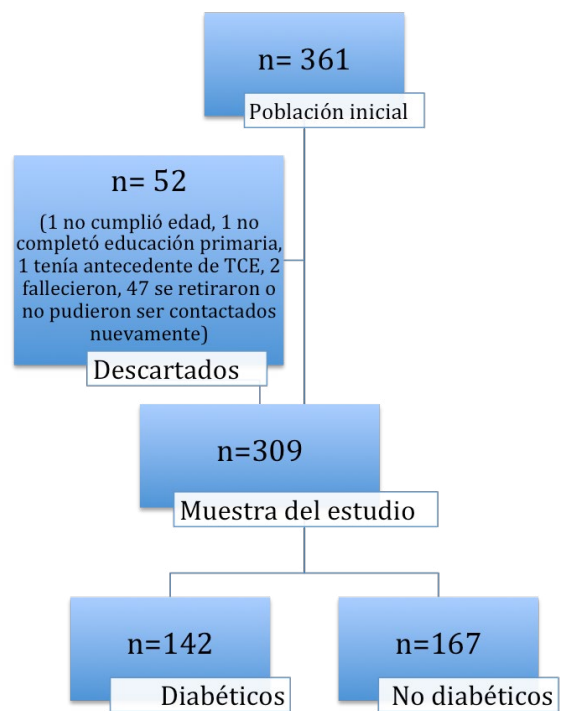 n= 361
Población inicial
n= 52
(1 no cumplió edad, 1 no
completó educación primaria,
1 tenía antecedente de TCE, 2
fallecieron, 47 se retiraron o
no pudieron ser contactados
nuevamente)
Descartados
n=309
Muestra del estudio
n=142
Diabéticos
n=167
No diabéticos